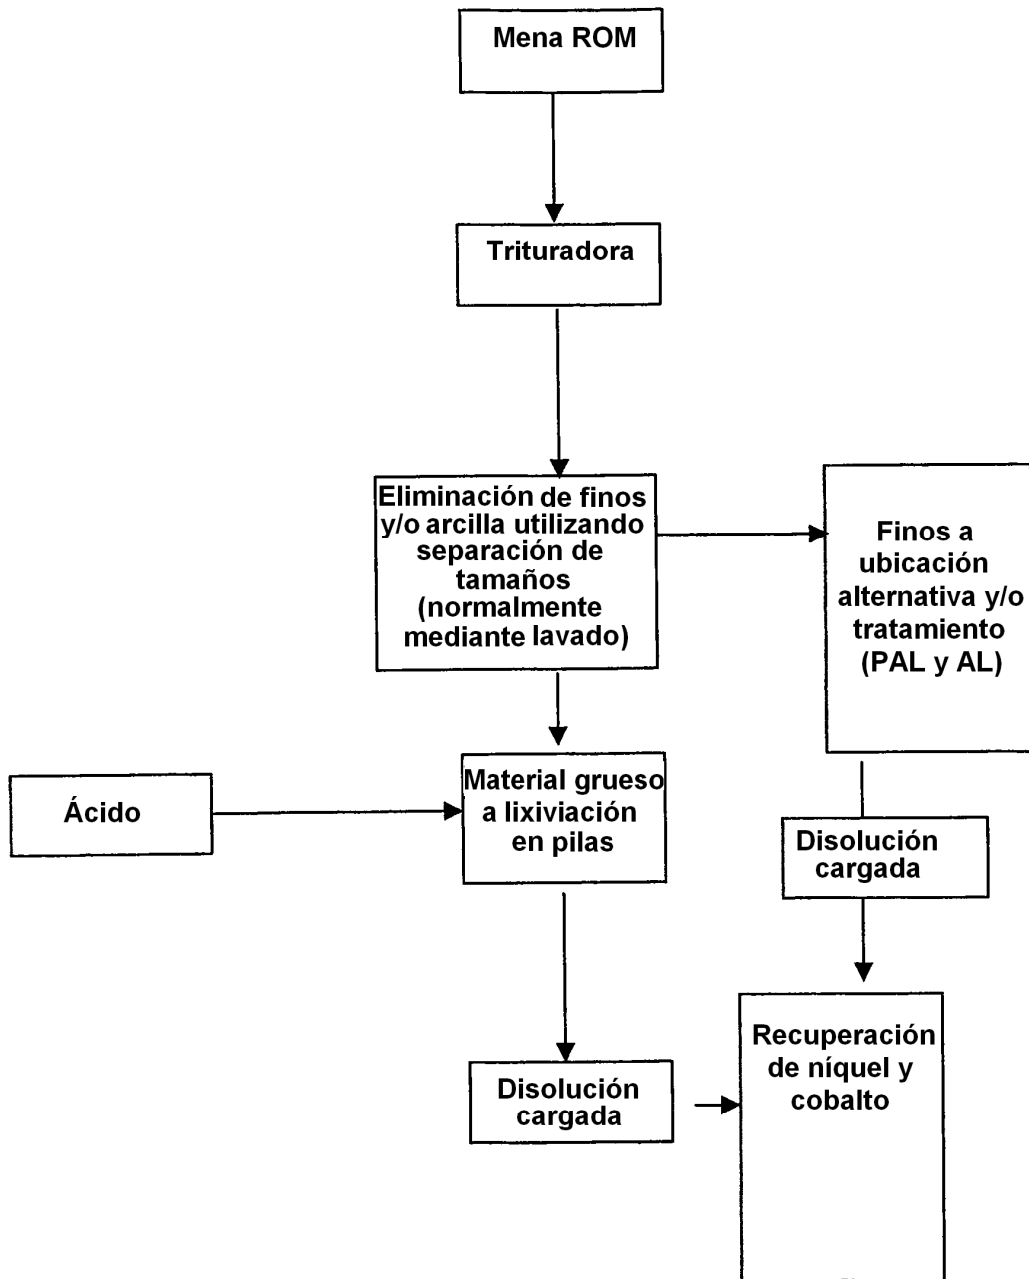 Mena ROM
Trituradora
Eliminación de finos
y/o arcilla utilizando
separación de
tamaños
(normalmente
mediante lavado)
Finos a
ubicación
alternativa y/o
tratamiento
(PAL y AL)
Ácido
Material grueso
a lixiviación
en pilas
Disolución
cargada
Disolución
cargada
Recuperación
de níquel y
cobalto